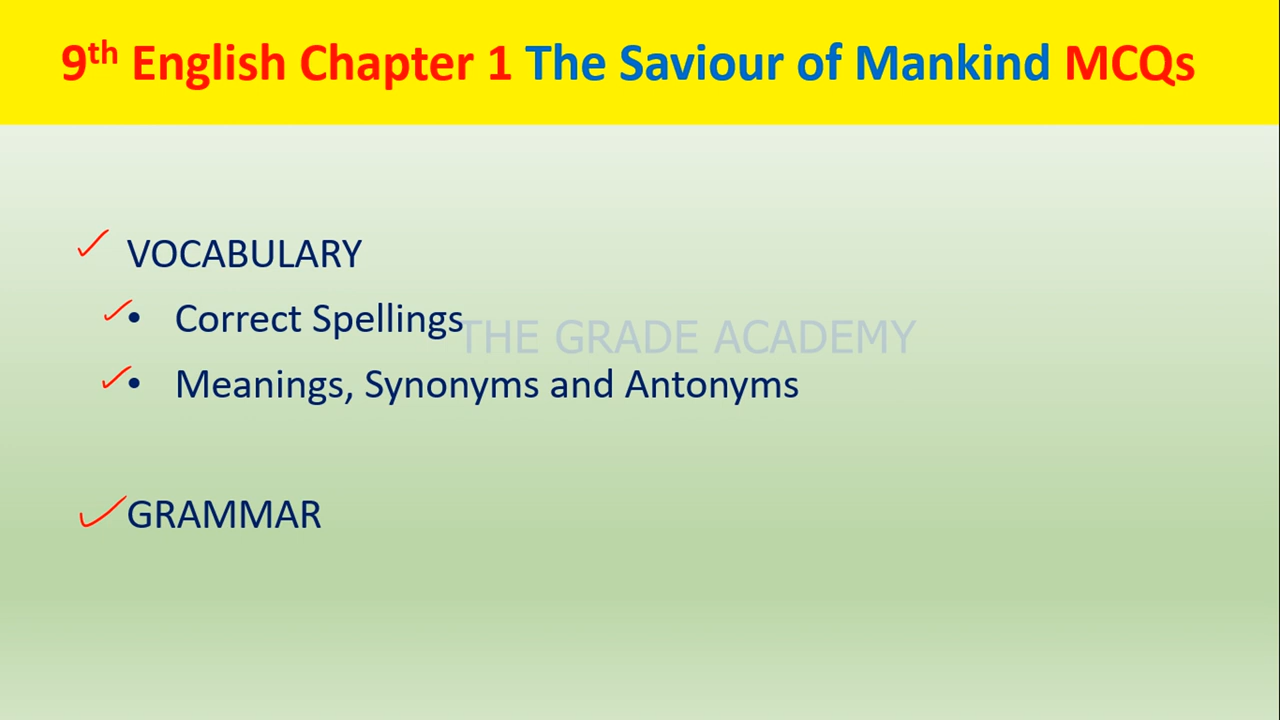 9th English Chapter 1 The Saviour of Mankind MCQs
VOCABULARY
• Correct Spellings
THE GRADE ACADEMY
• Meanings, Synonyms and Antonyms
GRAMMAR